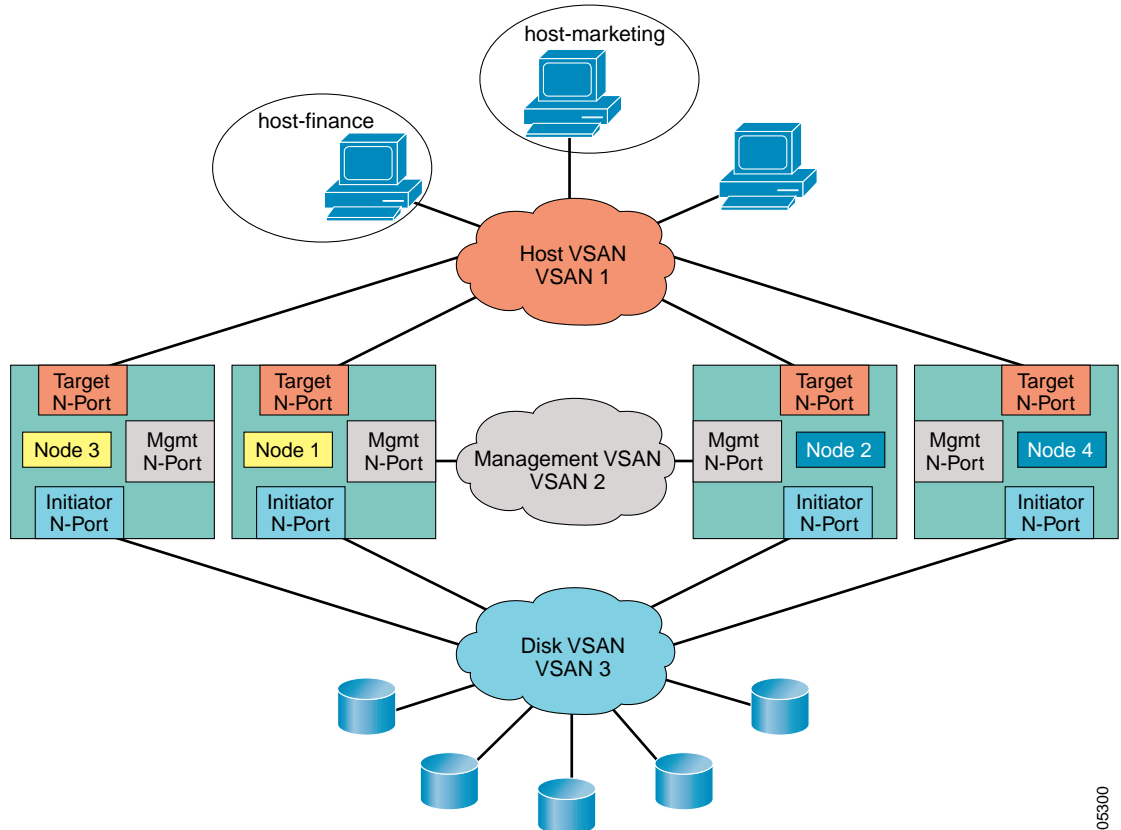 host-marketing
host-finance
Host VSAN
VSAN 1
Target
N-Port
Node 3
Mgmt
N-Port
Initiator
N-Port
Target
N-Port
Node 1
Mgmt
N-Port
Initiator
N-Port
Management VSAN
VSAN 2
Target
N-Port
Mgmt
N-Port
Node 2
Initiator
N-Port
Target
N-Port
Mgmt
N-Port
Node 4
Initiator
N-Port
Disk VSAN
VSAN 3
05300